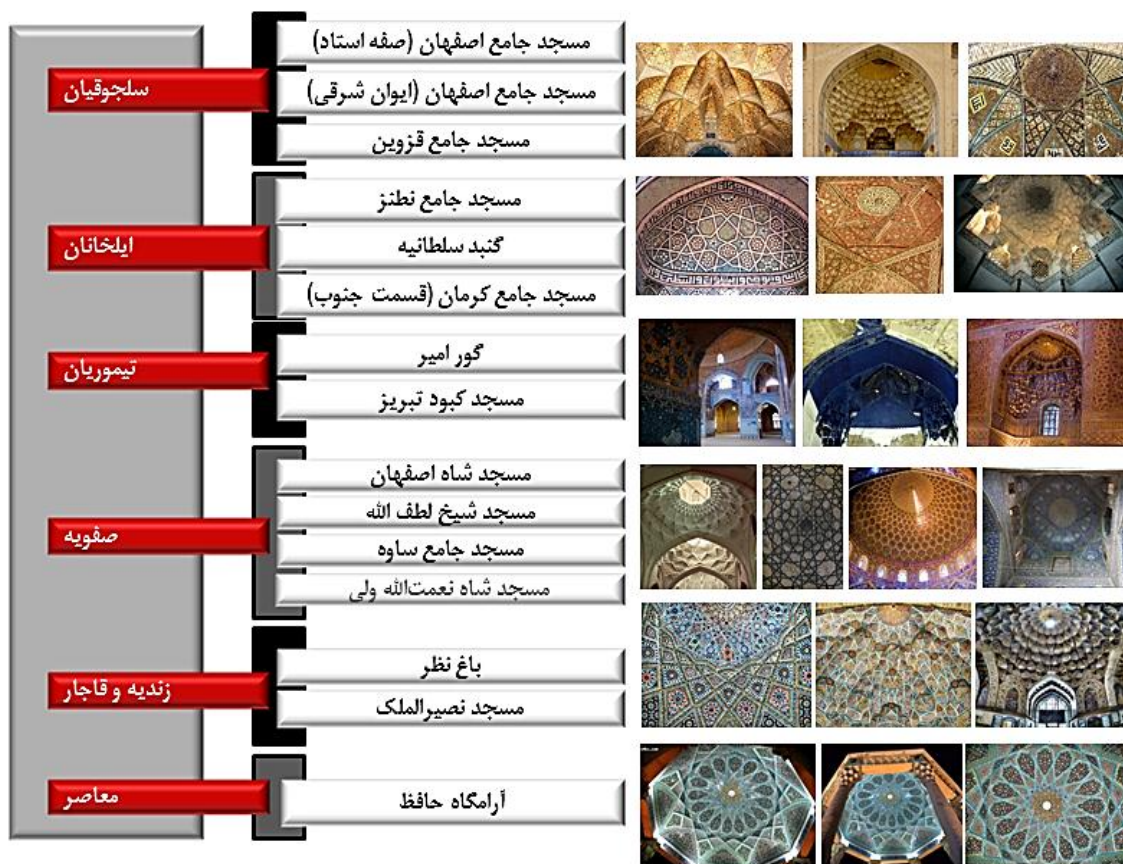 سلجوقیان
مسجد جامع اصفهان (صفه استاد)
مسجد جامع اصفهان (ایوان شرقی)
مسجد جامع قزوین
ایلخانان
مسجد جامع نطنز
گنبد سلطانیه
مسجد جامع کرمان (قسمت جنوب)
تیموریان
گور امیر
مسجد کبود تبریز
صفویه
مسجد شاه اصفهان
مسجد شیخ لطف الله
مسجد جامع ساوه
مسجد شاه نعمت‌الله ولی
زندیه و قاجار
باغ نظر
مسجد نصیرالملک
معاصر
آرامگاه حافظ